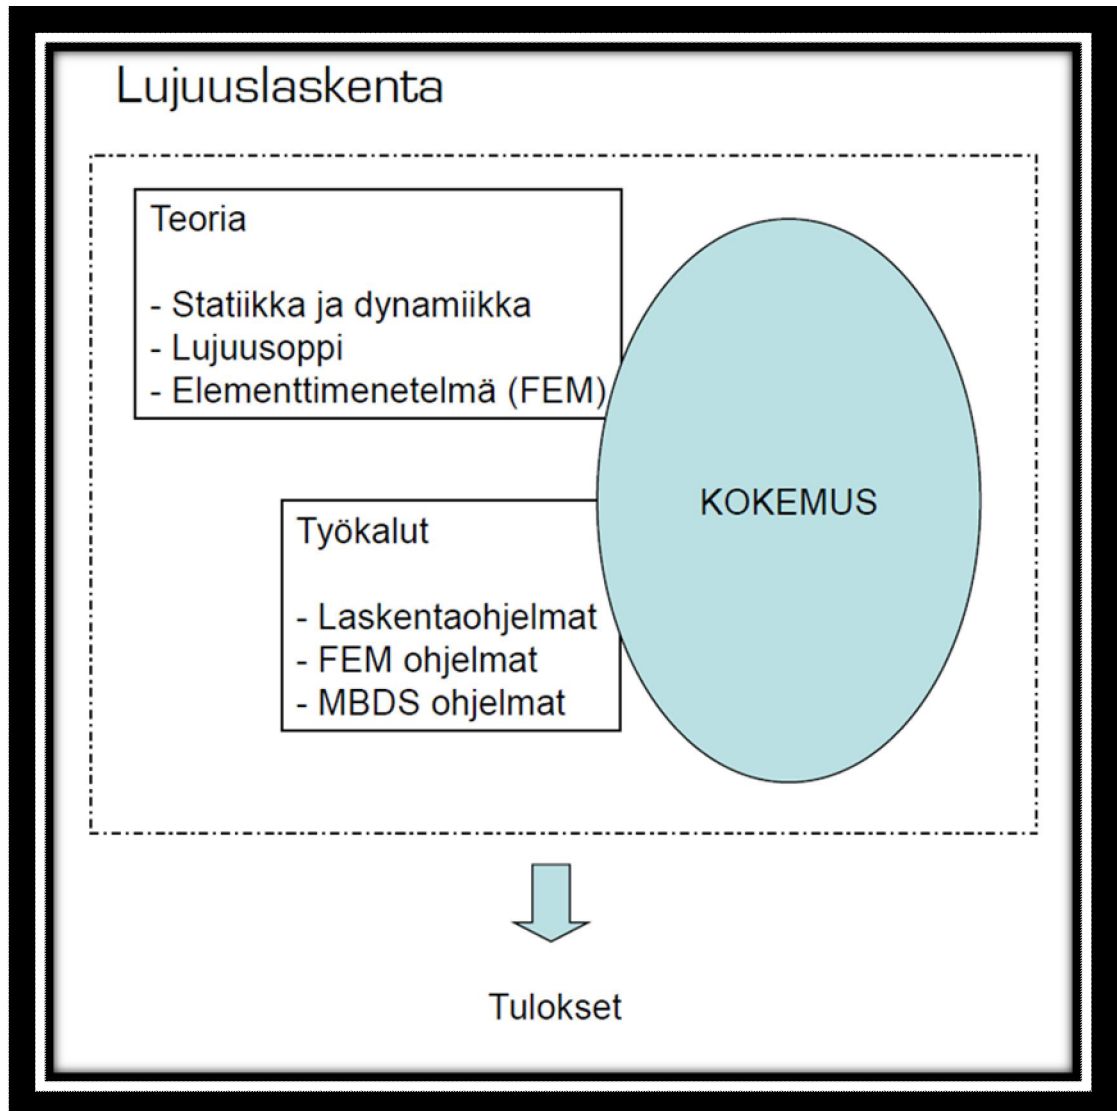 Lujuuslaskenta
Teoria
- Statiikka ja dynamiikka
- Lujuusoppi
- Elementtimenetelmä (FEM)
KOKEMUS
Työkalut
- Laskentaohjelmat
- FEM ohjelmat
- MBDS ohjelmat
Tulokset